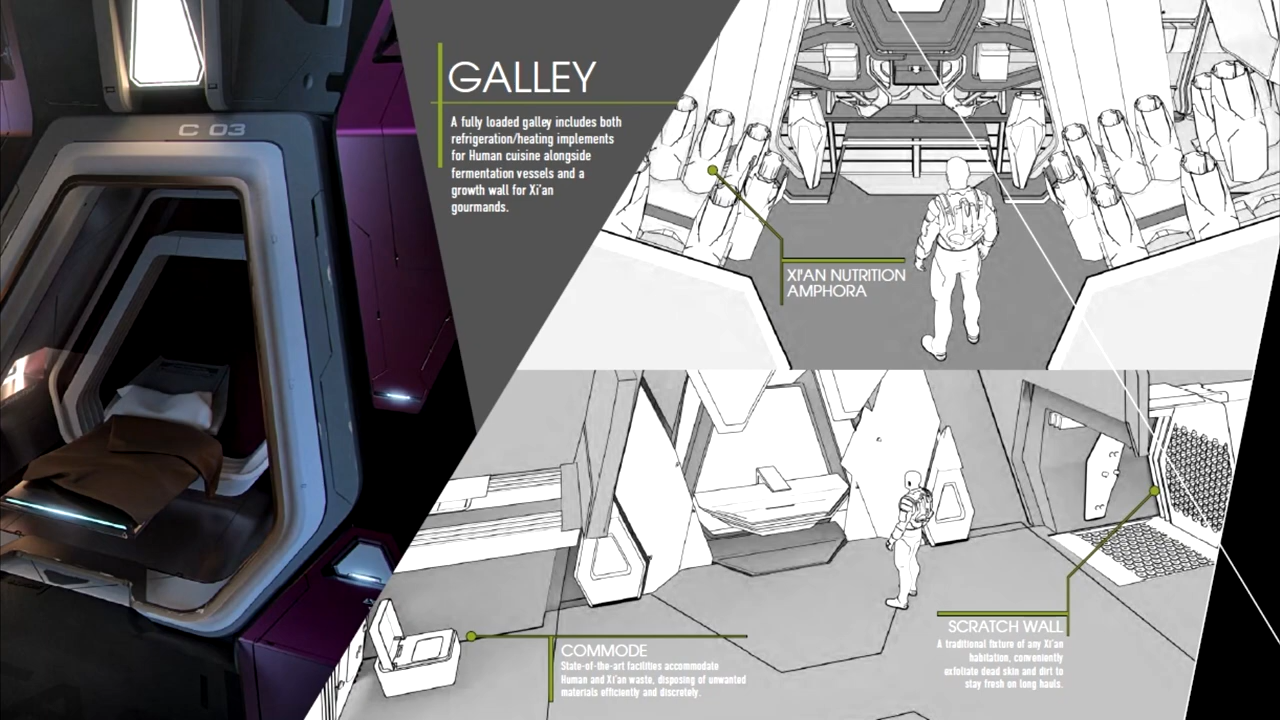 C 03
GALLEY
A fully loaded galley includes both
refrigeration/heating implements
for Human cuisine alongside
fermentation vessels and a
growth wall for Xi'an
gourmands.
XI'AN NUTRITION
AMPHORA
COMMODE
State-of-the-art facilities accommodate
Human and Xi'an waste, disposing of unwanted
materials efficiently and discretely.
SCRATCH WALL
A traditional fixture of any Xi'an
habitation, conveniently
exfoliate dead skin and dirt to
stay fresh on long hauls.